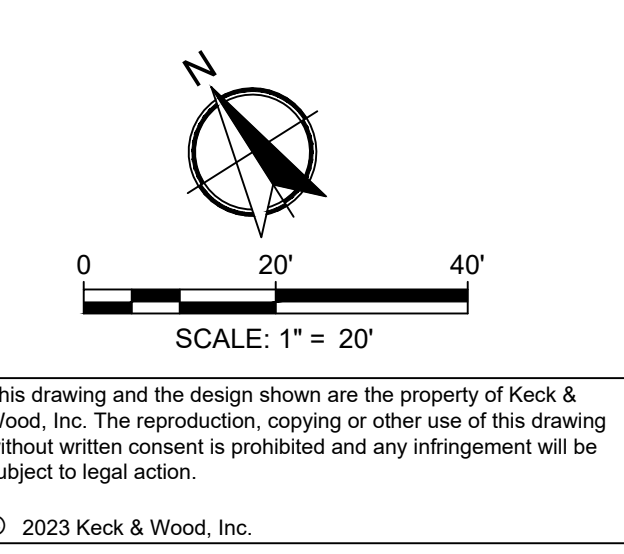 N
0 20' 40'
SCALE: 1" = 20'
his drawing and the design shown are the property of Keck &
Wood, Inc. The reproduction, copying or other use of this drawing
ithout written consent is prohibited and any infringement will be
ubject to legal action.
© 2023 Keck & Wood, Inc.